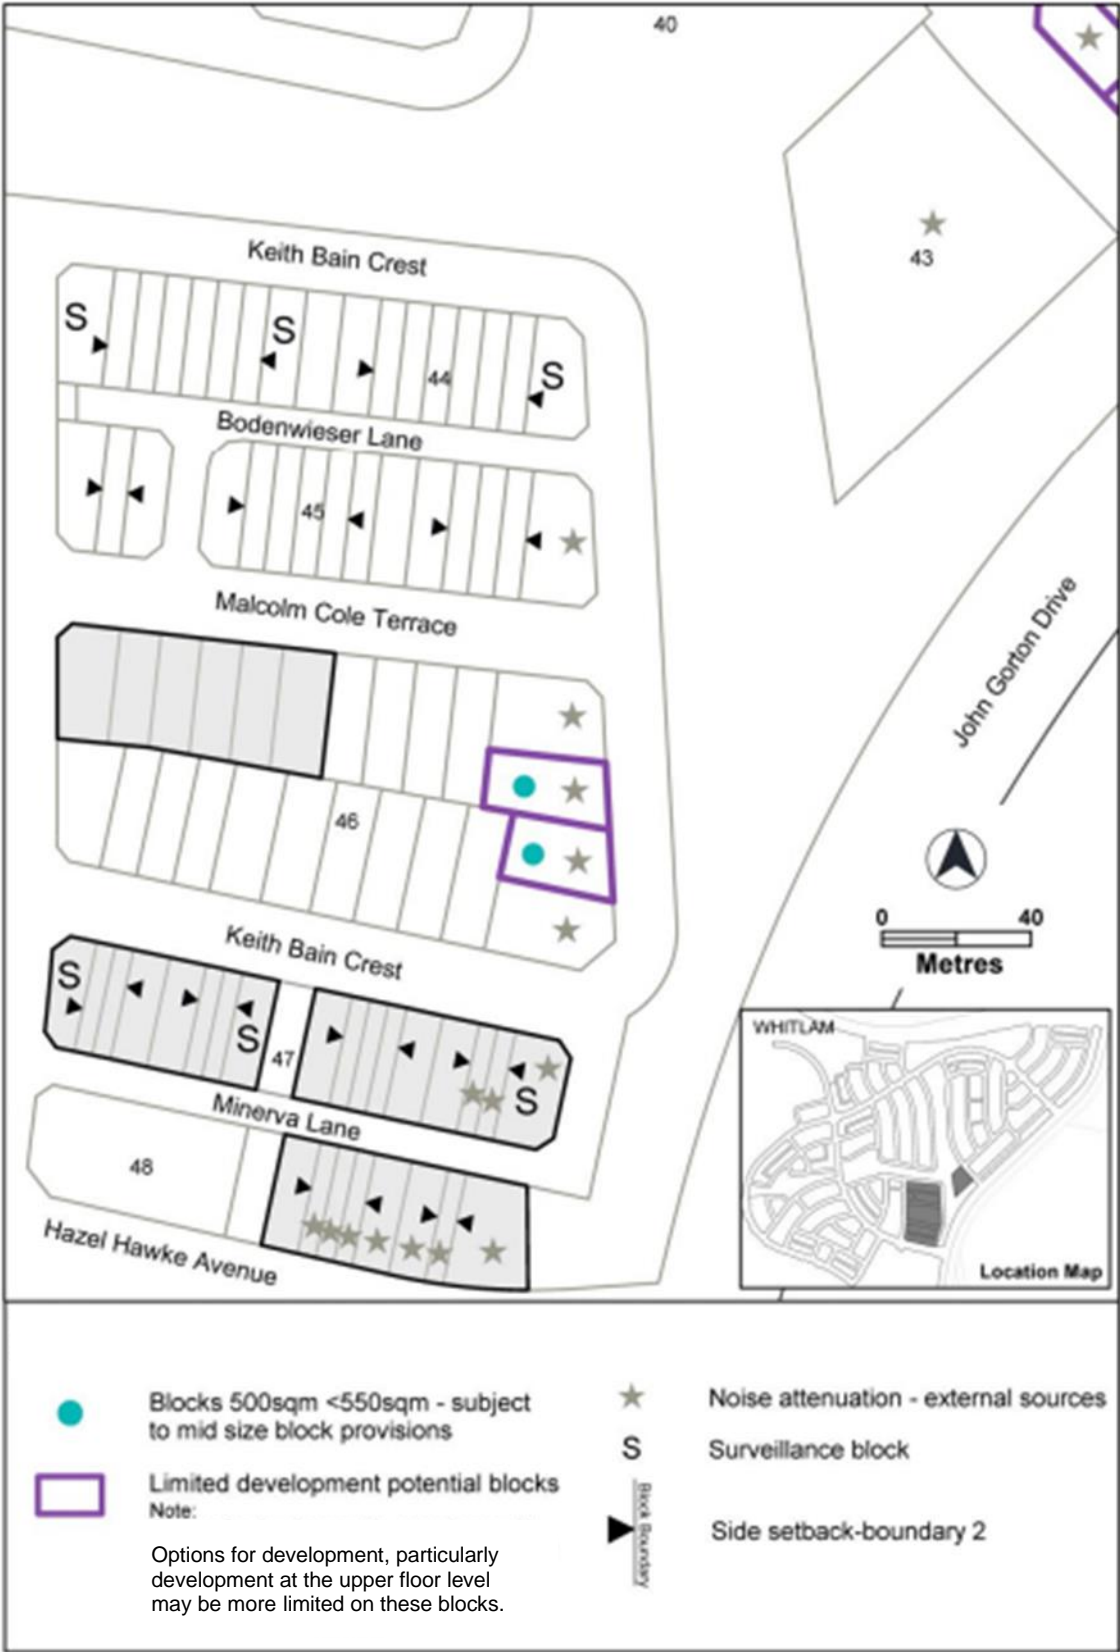 40
43
Keith Bain Crest
S
S
44
S
Bodenwieser Lane
45
Malcolm Cole Terrace
John Gorton Drive
46
0 40
Metres
Keith Bain Crest
S
S
47
S
Minerva Lane
48
Hazel Hawke Avenue
WHITLAM
Location Map
Blocks 500sqm <550sqm - subject
to mid size block provisions
Limited development potential blocks
Note:
Options for development, particularly
development at the upper floor level
may be more limited on these blocks.
Noise attenuation - external sources
S Surveillance block
Block Boundary
Side setback-boundary 2